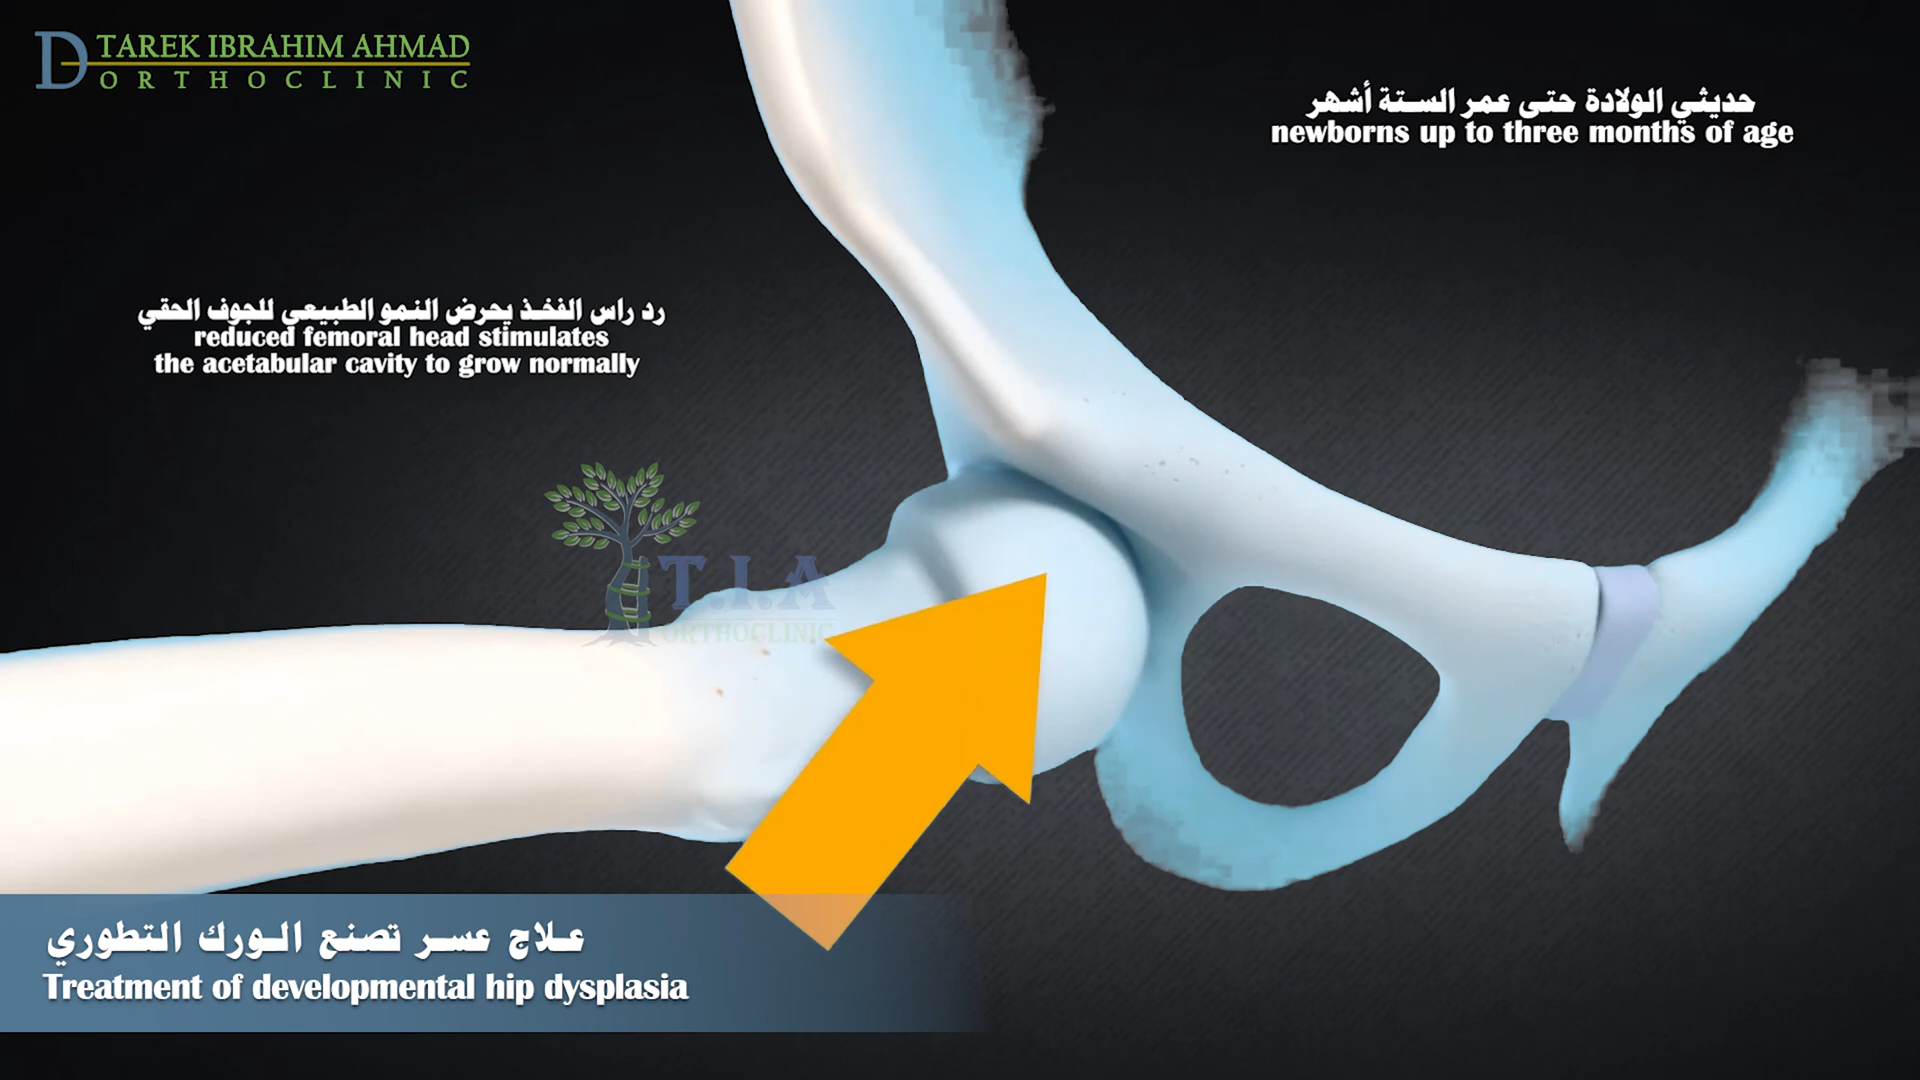 D TAREK IBRAHIM AHMAD
ORTHOCLINIC
حديثي الولادة حتى عمر الستة أشهر
newborns up to three months of age
رد راس الفخذ يحرض النمو الطبيعي للجوف الحقي
reduced femoral head stimulates
the acetabular cavity to grow normally
T.I.A
ORTHOCLINIC
علاج عسر تصنع الورك التطوري
Treatment of developmental hip dysplasia